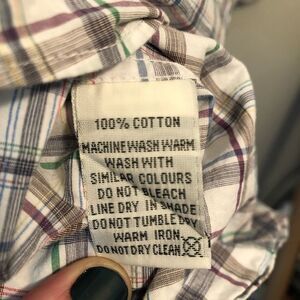 100% COTTON
MACHINE WASH WARM
WASH WITH
SIMILAR COLOURS
DO NOT BLEACH
LINE DRY IN SHADE
DO NOT TUMBLE DRY
WARM IRON
DO NOT DRY CLEAN